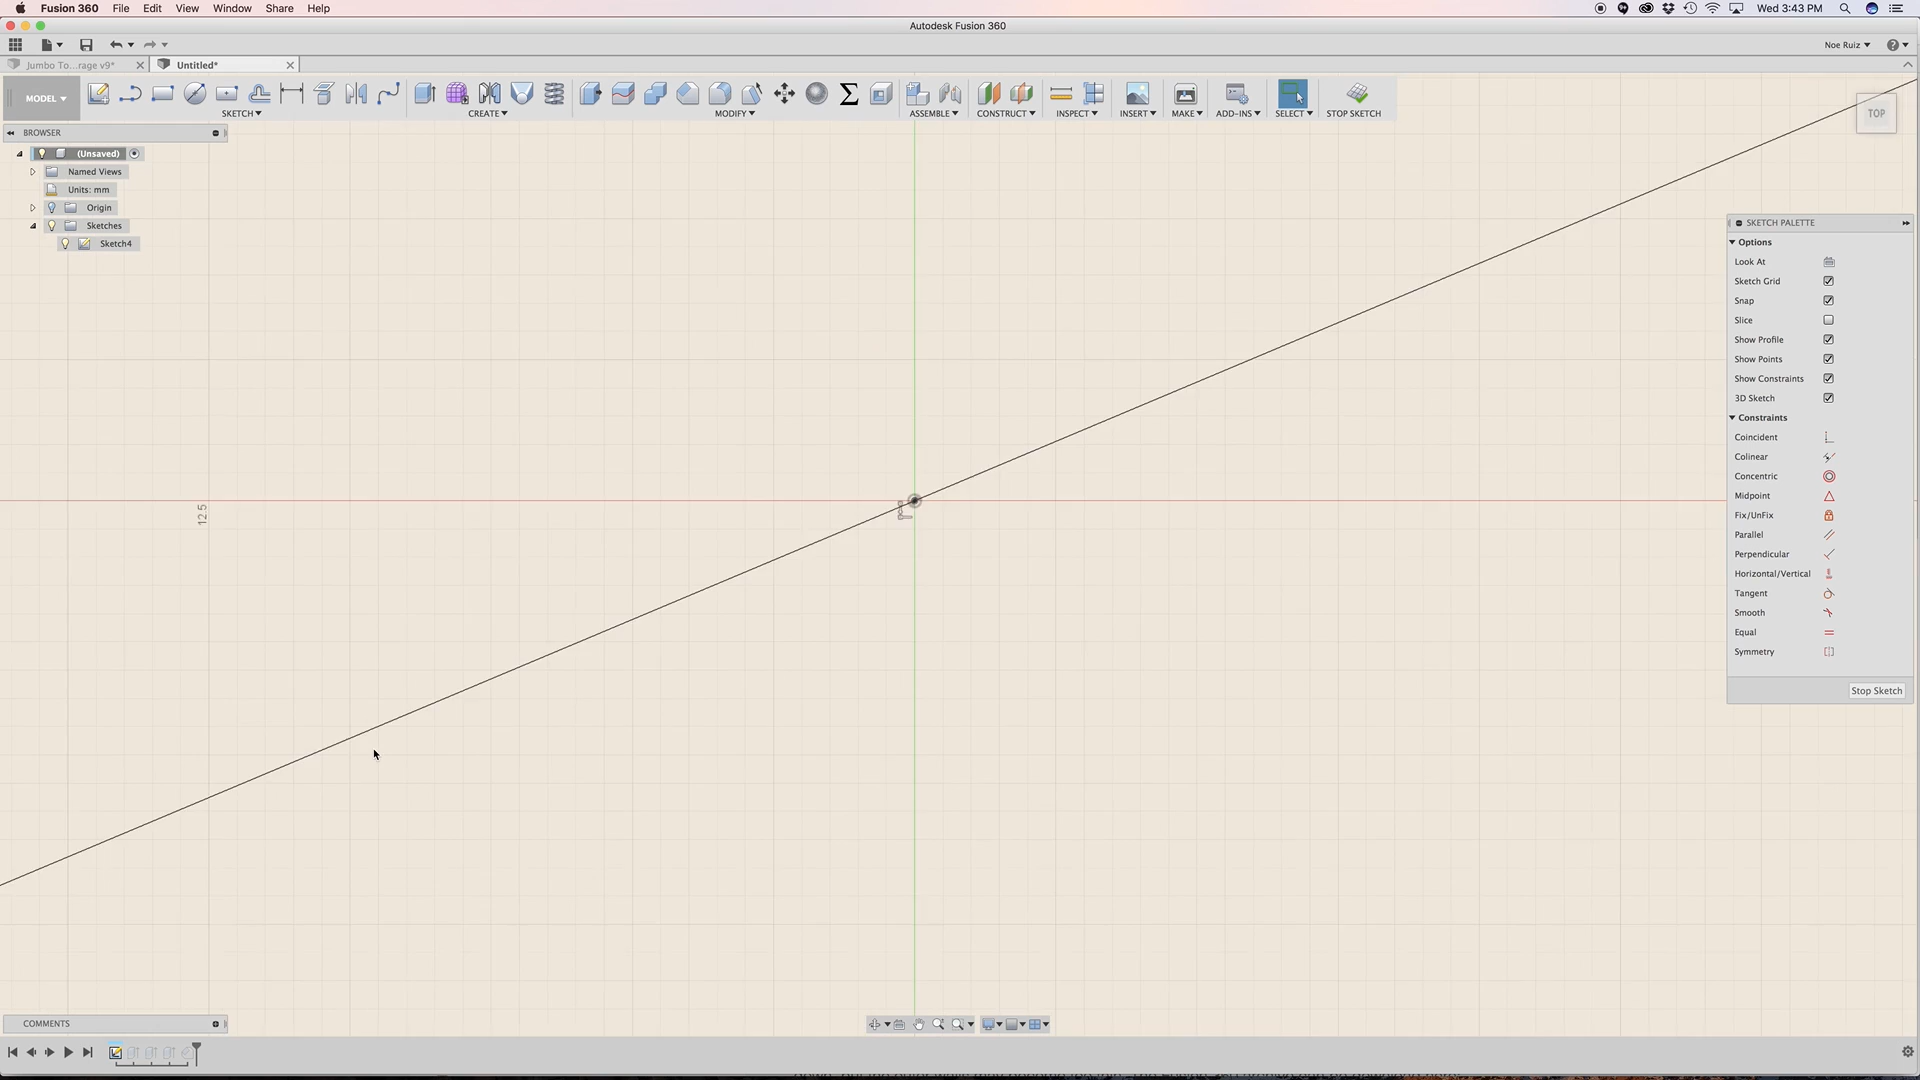 Fusion 360 File Edit View Window Share Help Wed 3:43 PM
Autodesk Fusion 360
Noe Ruiz
Jumbo To...rage v9* Untitled*
MODEL
SKETCH CREATE MODIFY ASSEMBLE CONSTRUCT INSPECT INSERT MAKE ADD-INS SELECT STOP SKETCH
TOP
BROWSER
(Unsaved)
Named Views
Units: mm
Origin
Sketches
Sketch4
12.5
SKETCH PALETTE
Options
Look At
Sketch Grid
Snap
Slice
Show Profile
Show Points
Show Constraints
3D Sketch
Constraints
Coincident
Colinear
Concentric
Midpoint
Fix/UnFix
Parallel
Perpendicular
Horizontal/Vertical
Tangent
Smooth
Equal
Symmetry
Stop Sketch
COMMENTS